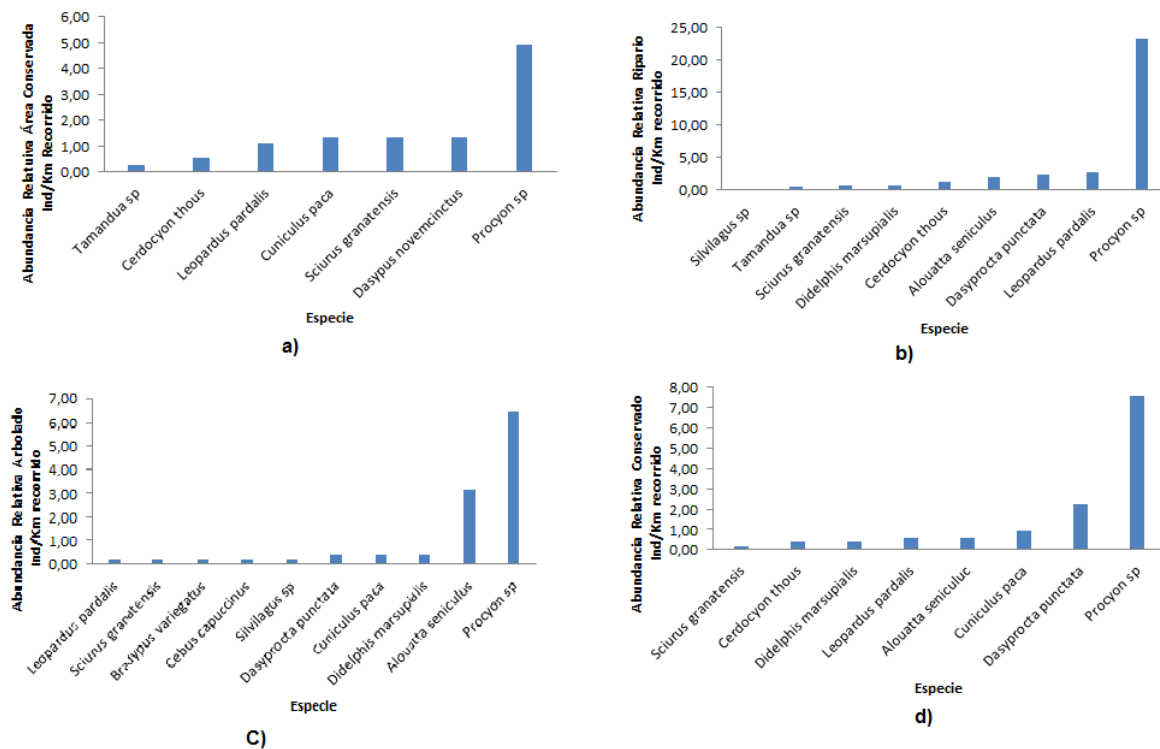 Abundancia Relatuiva Área Conservada
Ind/Km Recorrido
6,00
5,00
4,00
3,00
2,00
1,00
0,00
Tamandua sp
Cerdocyon thous
Leopardus pardalis
Cuniculus paca
Sciurus granatensis
Dasypus novemcinctus
Procyon sp
Especie
a)
Abundancia Relativa Ripario
Ind/Km recorrido
25,00
20,00
15,00
10,00
5,00
0,00
Silvilagus sp
Tamandua sp
Sciurus granatensis
Didelphis marsupialis
Cerdocyon thous
Alouatta seniculus
Dasyprocta punctata
Leopardus pardalis
Procyon sp
Especie
b)
Abundancia Relativa Arbolado
Ind/Km recorrido
7,00
6,00
5,00
4,00
3,00
2,00
1,00
0,00
Leopardus pardalis
Sciurus granatensis
Bradypus variegatus
Cebus capuccinus
Silvilagus sp
Dasyprocta punctata
Cuniculus paca
Didelphis marsupialis
Alouatta seniculus
Procyon sp
Especie
C)
Abundancia Relativa Conservado
Ind/Km recorrido
8,00
7,00
6,00
5,00
4,00
3,00
2,00
1,00
0,00
Sciurus granatensis
Cerdocyon thous
Didelphis marsupialis
Leopardus pardalis
Alouatta seniculuc
Cuniculus paca
Dasyprocta punctata
Procyon sp
Especie
d)